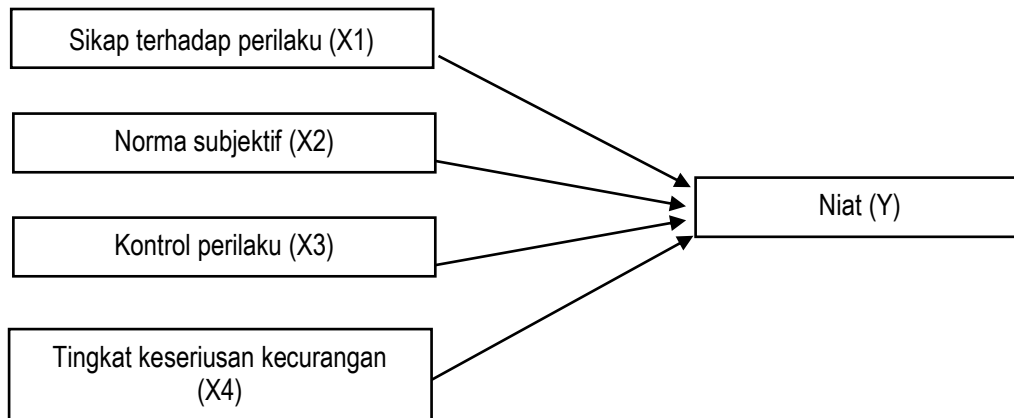 Sikap terhadap perilaku (X1)
Norma subjektif (X2)
Kontrol perilaku (X3)
Tingkat keseriusan kecurangan
(X4)
Niat (Y)